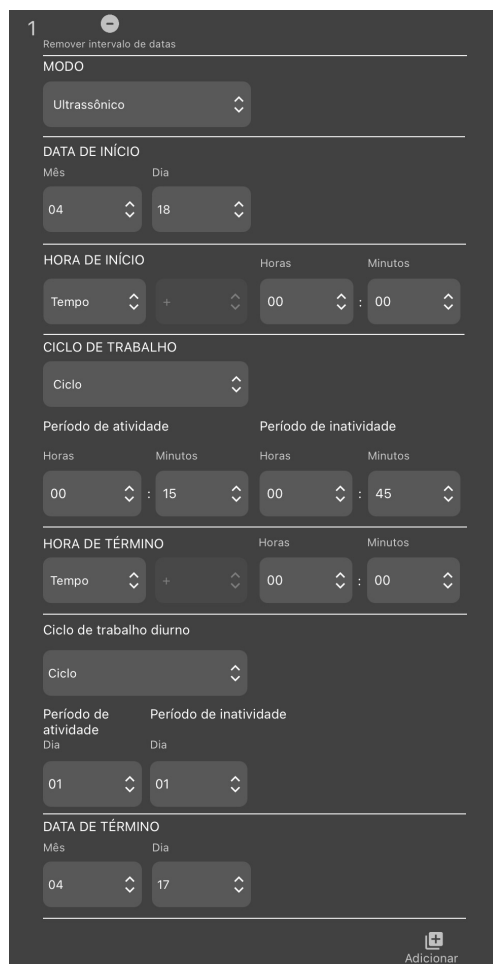 1
Remover intervalo de datas
MODO
Ultrassônico
DATA DE INÍCIO
Mês Dia
04 18
HORA DE INÍCIO Horas Minutos
Tempo + 00 : 00
CICLO DE TRABALHO
Ciclo
Período de atividade Período de inatividade
Horas Minutos Horas Minutos
00 : 15 00 : 45
HORA DE TÉRMINO Horas Minutos
Tempo + 00 : 00
Ciclo de trabalho diurno
Ciclo
Período de atividade Período de inatividade
Dia Dia
01 01
DATA DE TÉRMINO
Mês Dia
04 17
Adicionar